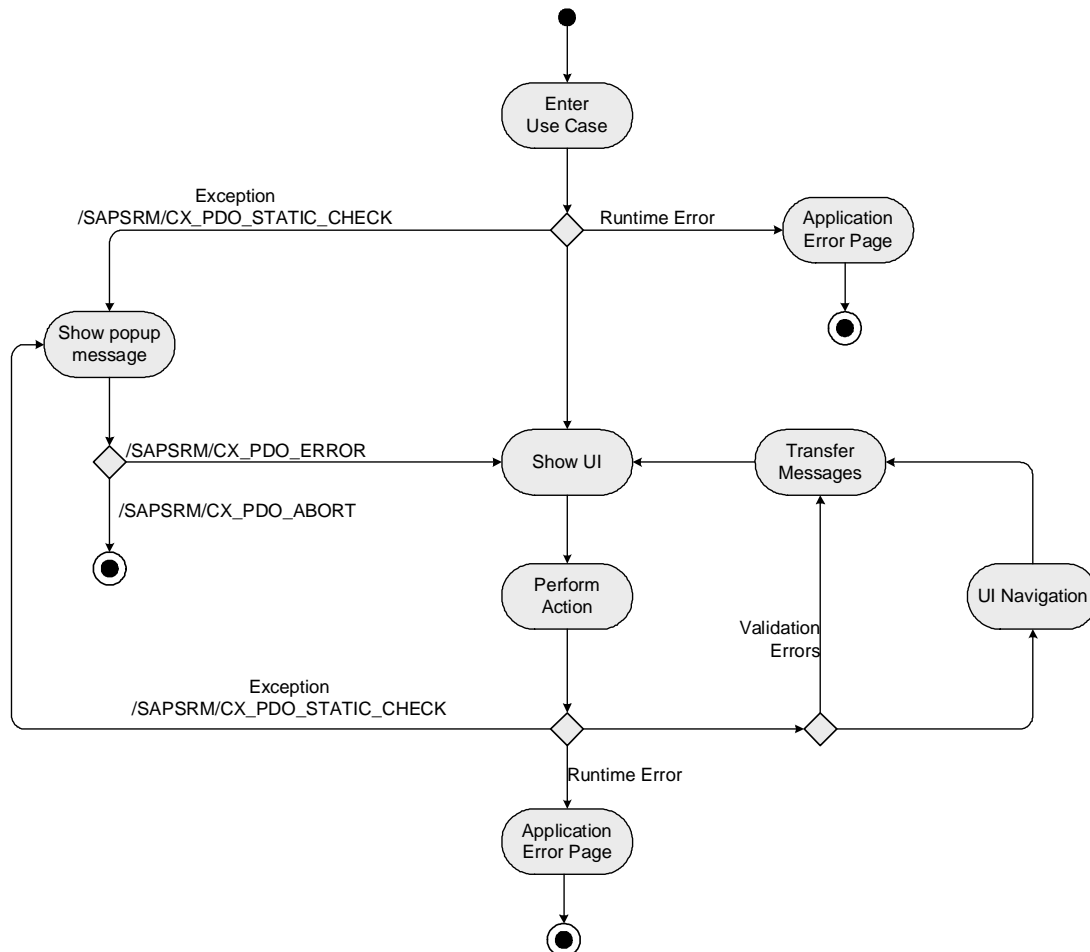 Enter
Use Case
Exception
/SAPSRM/CX_PDO_STATIC_CHECK
Runtime Error
Application
Error Page
Show popup
message
/SAPSRM/CX_PDO_ERROR
Show UI
Transfer
Messages
/SAPSRM/CX_PDO_ABORT
Perform
Action
UI Navigation
Validation
Errors
Exception
/SAPSRM/CX_PDO_STATIC_CHECK
Runtime Error
Application
Error Page